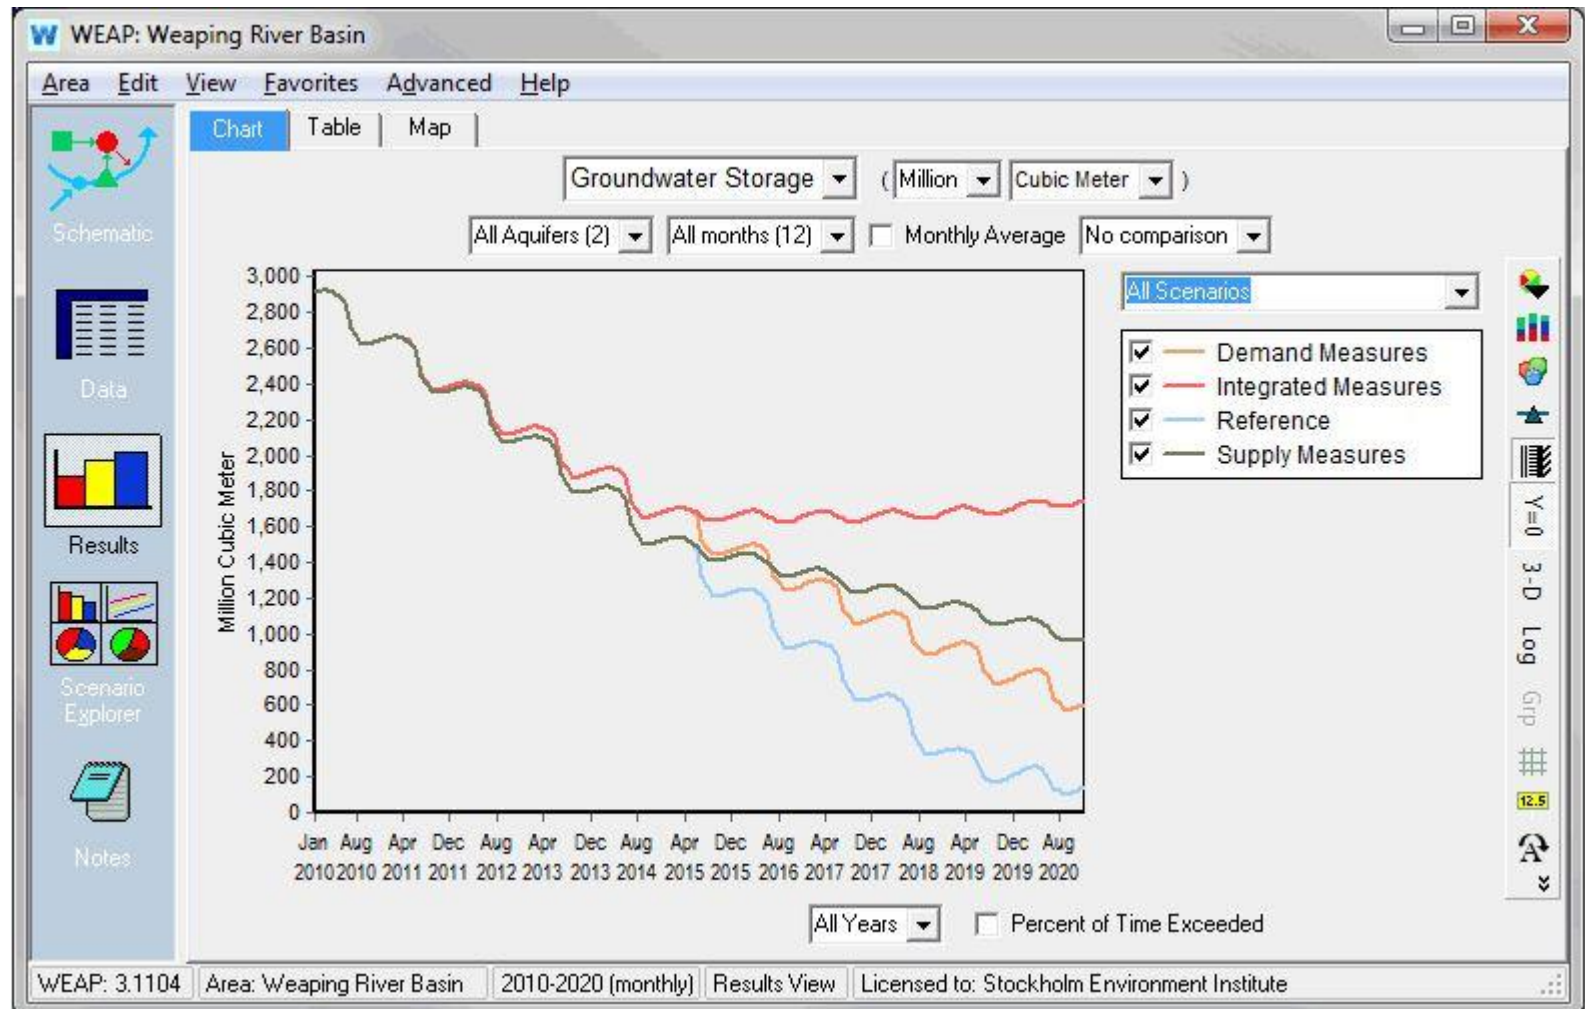 WEAP: Weaping River Basin
Area Edit View Favorites Advanced Help
Chart Table Map
Groundwater Storage ( Million Cubic Meter )
All Aquifers (2) All months (12) Monthly Average No comparison
Schematic
Data
Results
Scenario
Explorer
Notes
Million Cubic Meter
3,000
2,800
2,600
2,400
2,200
2,000
1,800
1,600
1,400
1,200
1,000
800
600
400
200
0
Jan Aug Apr Dec Aug Apr Dec Aug Apr Dec Aug Apr Dec Aug Apr Dec Aug
2010 2010 2011 2011 2012 2013 2013 2014 2015 2015 2016 2017 2017 2018 2019 2019 2020
All Scenarios
Demand Measures
Integrated Measures
Reference
Supply Measures
Y=0
3-D
Log
Grp
12.5
A
All Years Percent of Time Exceeded
WEAP: 3.1104 Area: Weaping River Basin 2010-2020 (monthly) Results View Licensed to: Stockholm Environment Institute